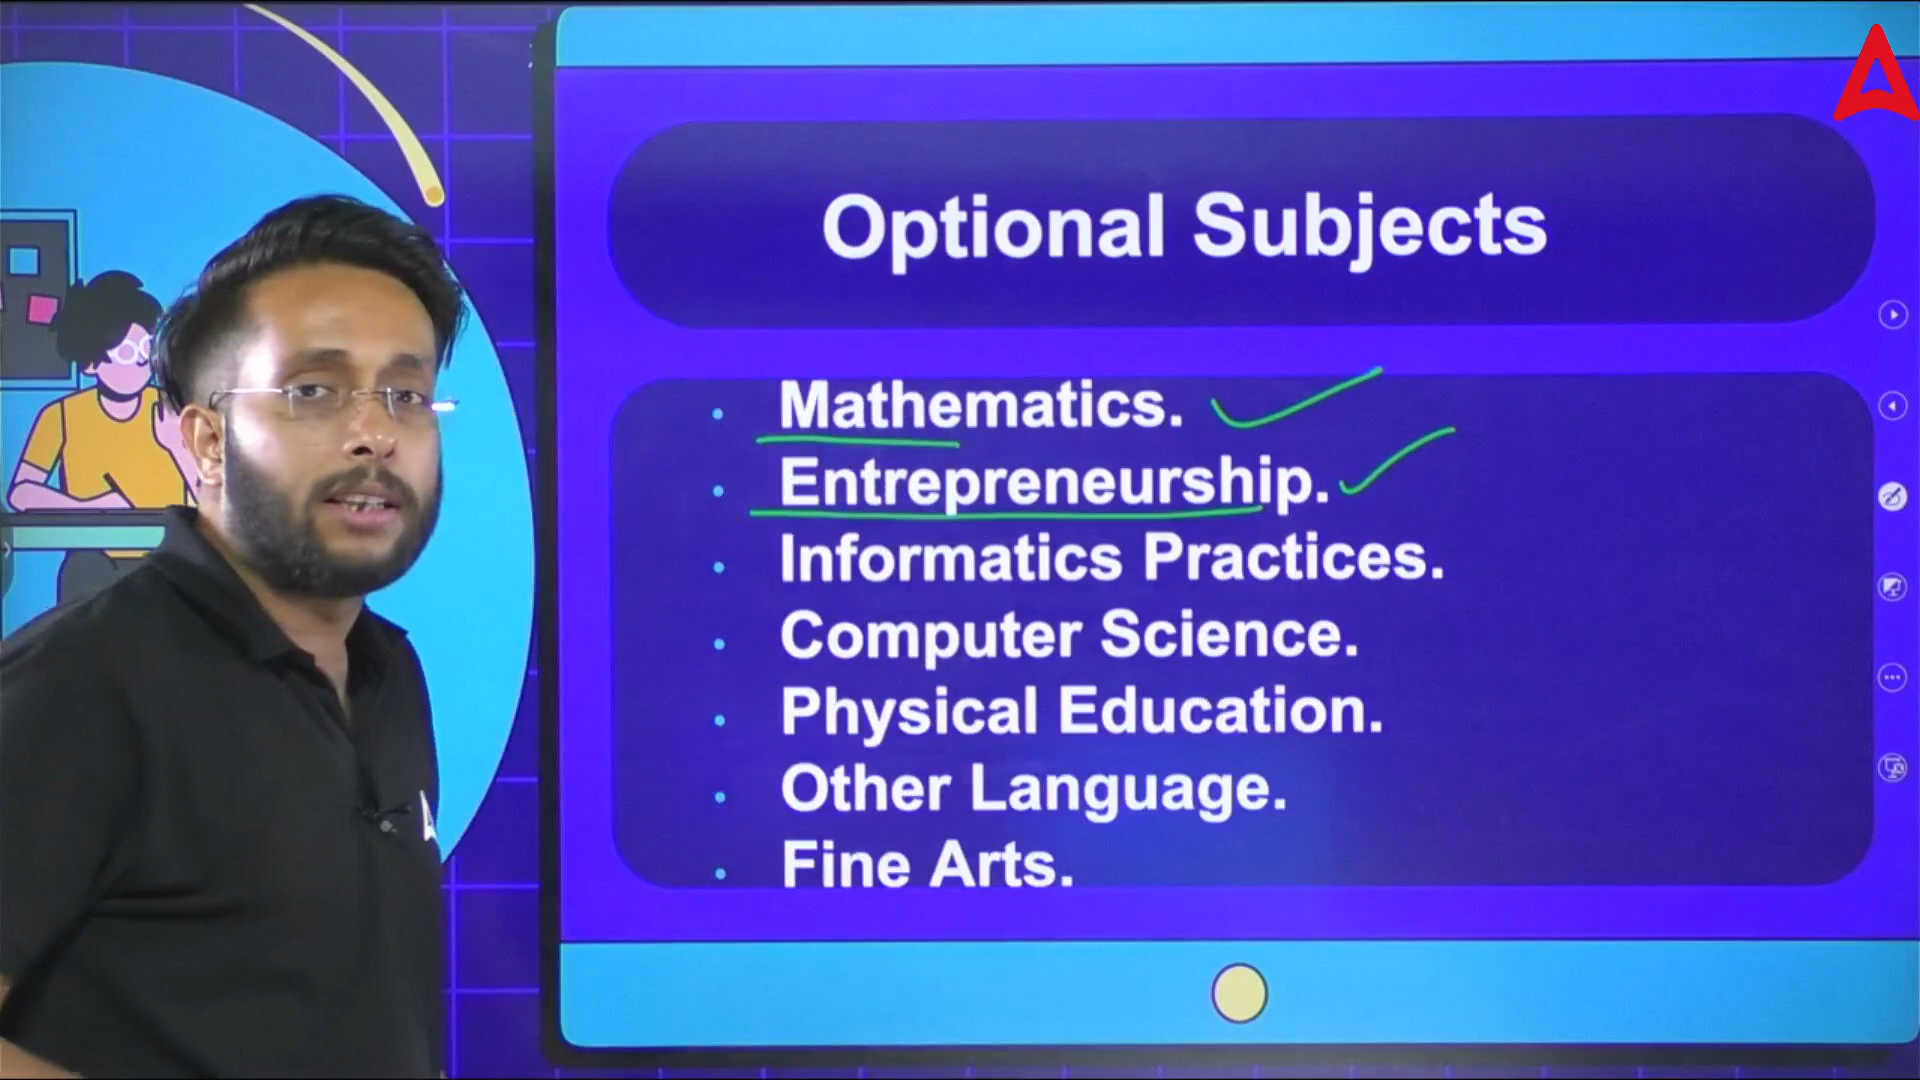 Optional Subjects
Mathematics.
Entrepreneurship.
Informatics Practices.
Computer Science.
Physical Education.
Other Language.
Fine Arts.